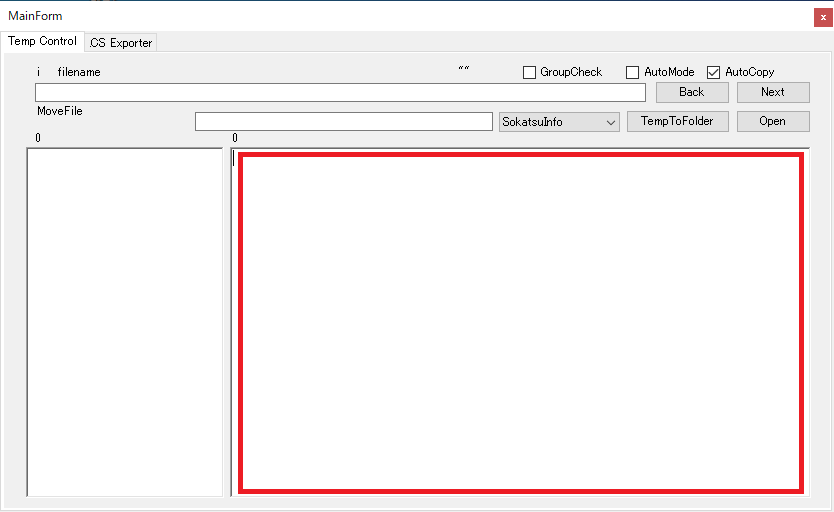 MainForm
x
Temp Control CS Exporter
i filename "" GroupCheck AutoMode AutoCopy
Back Next
MoveFile
SokatsuInfo TempToFolder Open
0 0